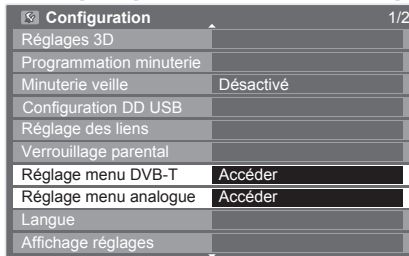 Configuration 1/2
Réglages 3D
Programmation minuterie
Minuterie veille Désactivé
Configuration DD USB
Réglage des liens
Verrouillage parental
Réglage menu DVB-T Accéder
Réglage menu analogue Accéder
Langue
Affichage réglages